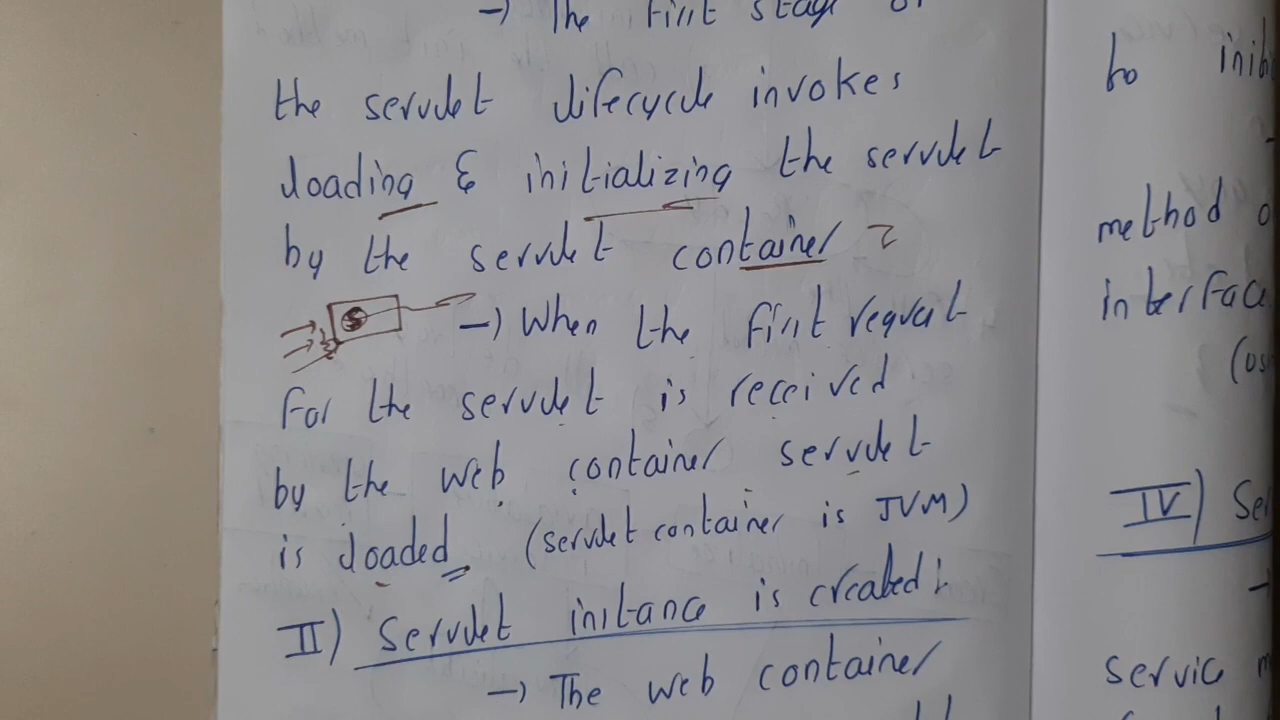 -> The first stage of
the servlet lifecycle invokes
loading & initializing the servlet
by the servlet container
-> When the first request
for the servlet is received
by the web container servlet
is loaded (servlet container is JVM)
II) Servlet instance is created:
-> The web container
to
method
interface
IV)
service